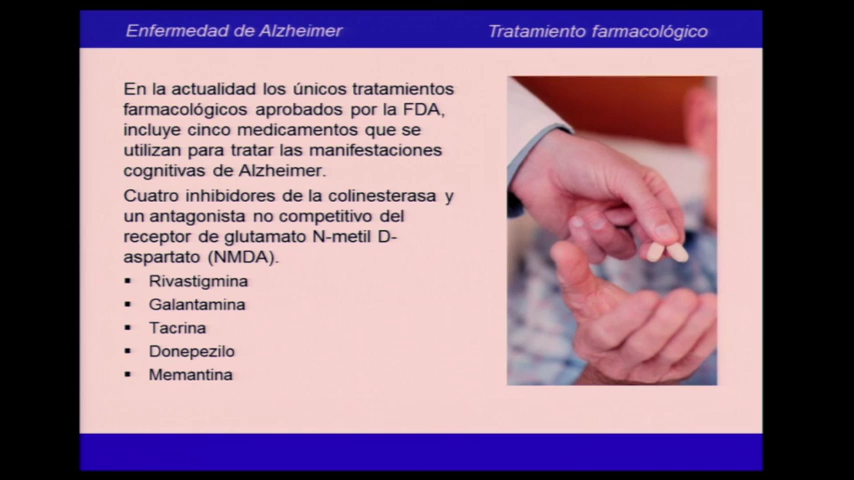 Enfermedad de Alzheimer
Tratamiento farmacológico
En la actualidad los únicos tratamientos
farmacológicos aprobados por la FDA,
incluye cinco medicamentos que se
utilizan para tratar las manifestaciones
cognitivas de Alzheimer.
Cuatro inhibidores de la colinesterasa y
un antagonista no competitivo del
receptor de glutamato N-metil D-
aspartato (NMDA).
▪ Rivastigmina
▪ Galantamina
▪ Tacrina
▪ Donepezilo
▪ Memantina